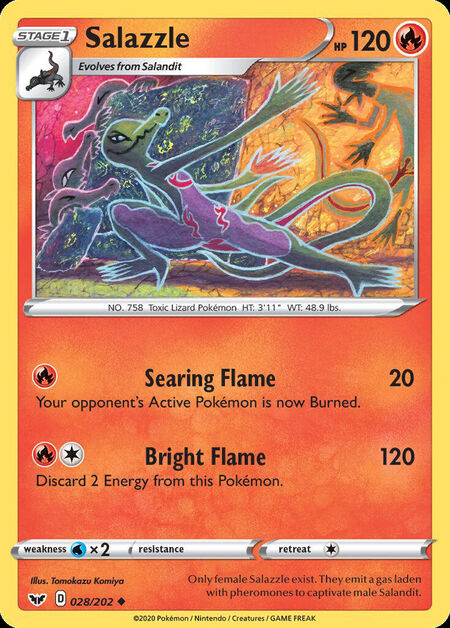 STAGE 1 Salazzle HP 120
Evolves from Salandit
NO. 758 Toxic Lizard Pokémon HT: 3'11" WT: 48.9 lbs.
Searing Flame 20
Your opponent's Active Pokémon is now Burned.
Bright Flame 120
Discard 2 Energy from this Pokémon.
weakness ×2 resistance retreat
Illus. Tomokazu Komiya
Only female Salazzle exist. They emit a gas laden
with pheromones to captivate male Salandit.
D 028/202
©2020 Pokémon / Nintendo / Creatures / GAME FREAK